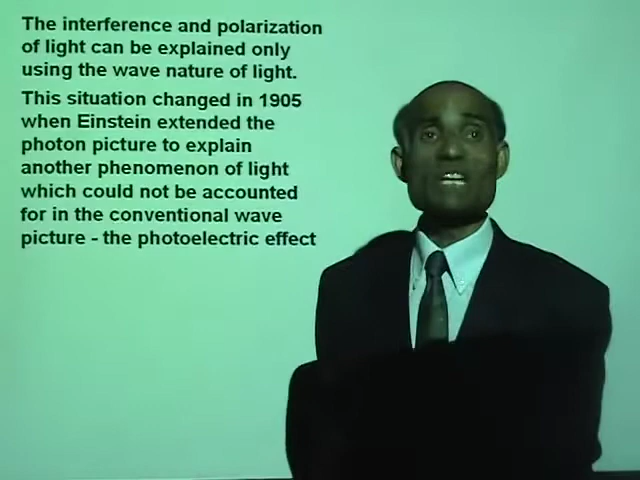 The interference and polarization
of light can be explained only
using the wave nature of light.
This situation changed in 1905
when Einstein extended the
photon picture to explain
another phenomenon of light
which could not be accounted
for in the conventional wave
picture - the photoelectric effect